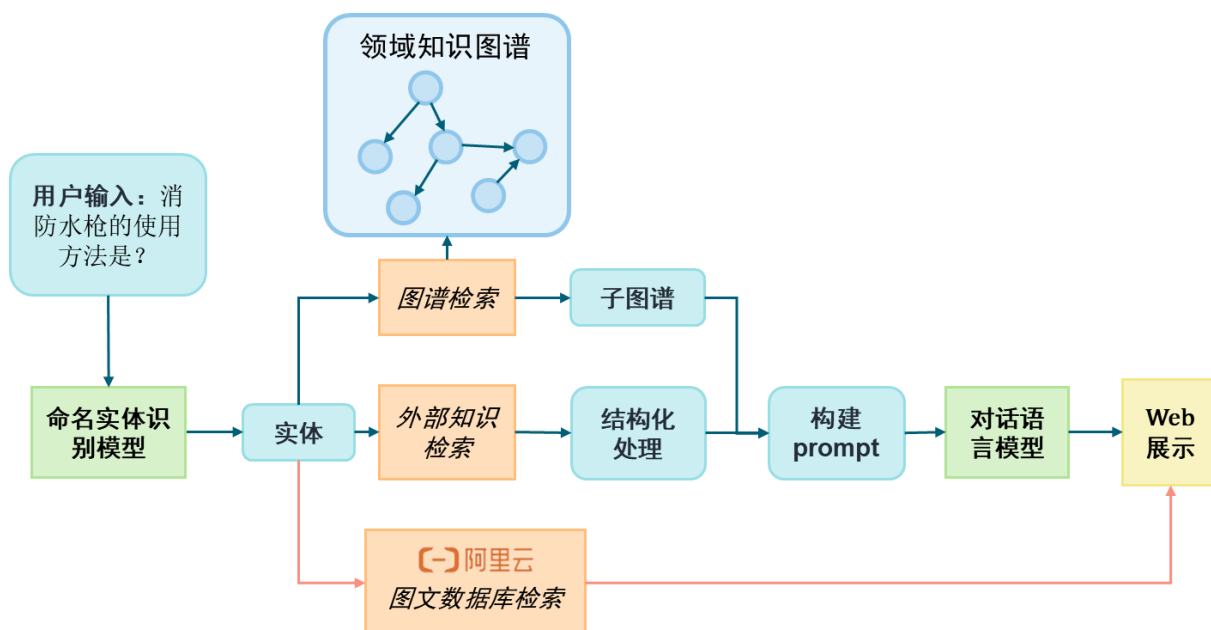 领域知识图谱
用户输入：消
防水枪的使用
方法是？
图谱检索
子图谱
命名实体识
别模型
实体
外部知识
检索
结构化
处理
构建
prompt
对话语
言模型
Web
展示
阿里云
图文数据库检索